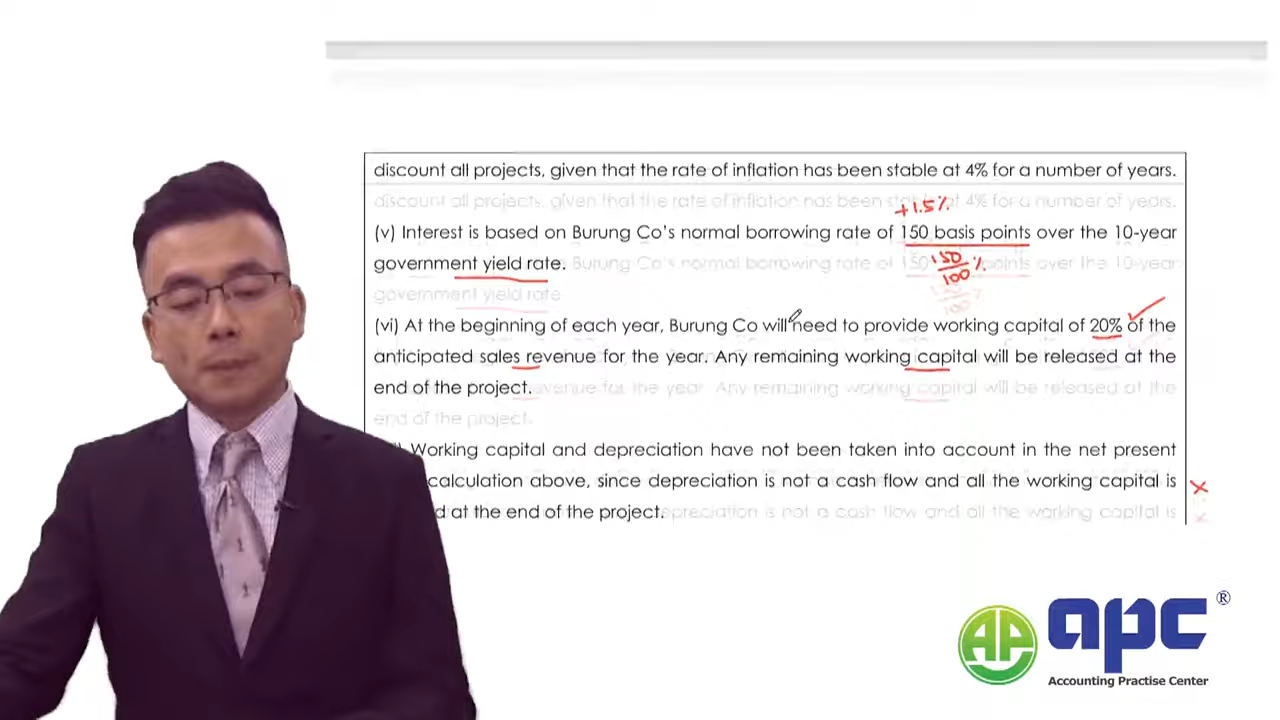 discount all projects, given that the rate of inflation has been stable at 4% for a number of years.
+1.5%
(v) Interest is based on Burung Co's normal borrowing rate of 150 basis points over the 10-year
government yield rate.
150
100 %
(vi) At the beginning of each year, Burung Co will need to provide working capital of 20% of the
anticipated sales revenue for the year. Any remaining working capital will be released at the
end of the project.
Working capital and depreciation have not been taken into account in the net present
calculation above, since depreciation is not a cash flow and all the working capital is
d at the end of the project.
AP apc ®
Accounting Practise Center